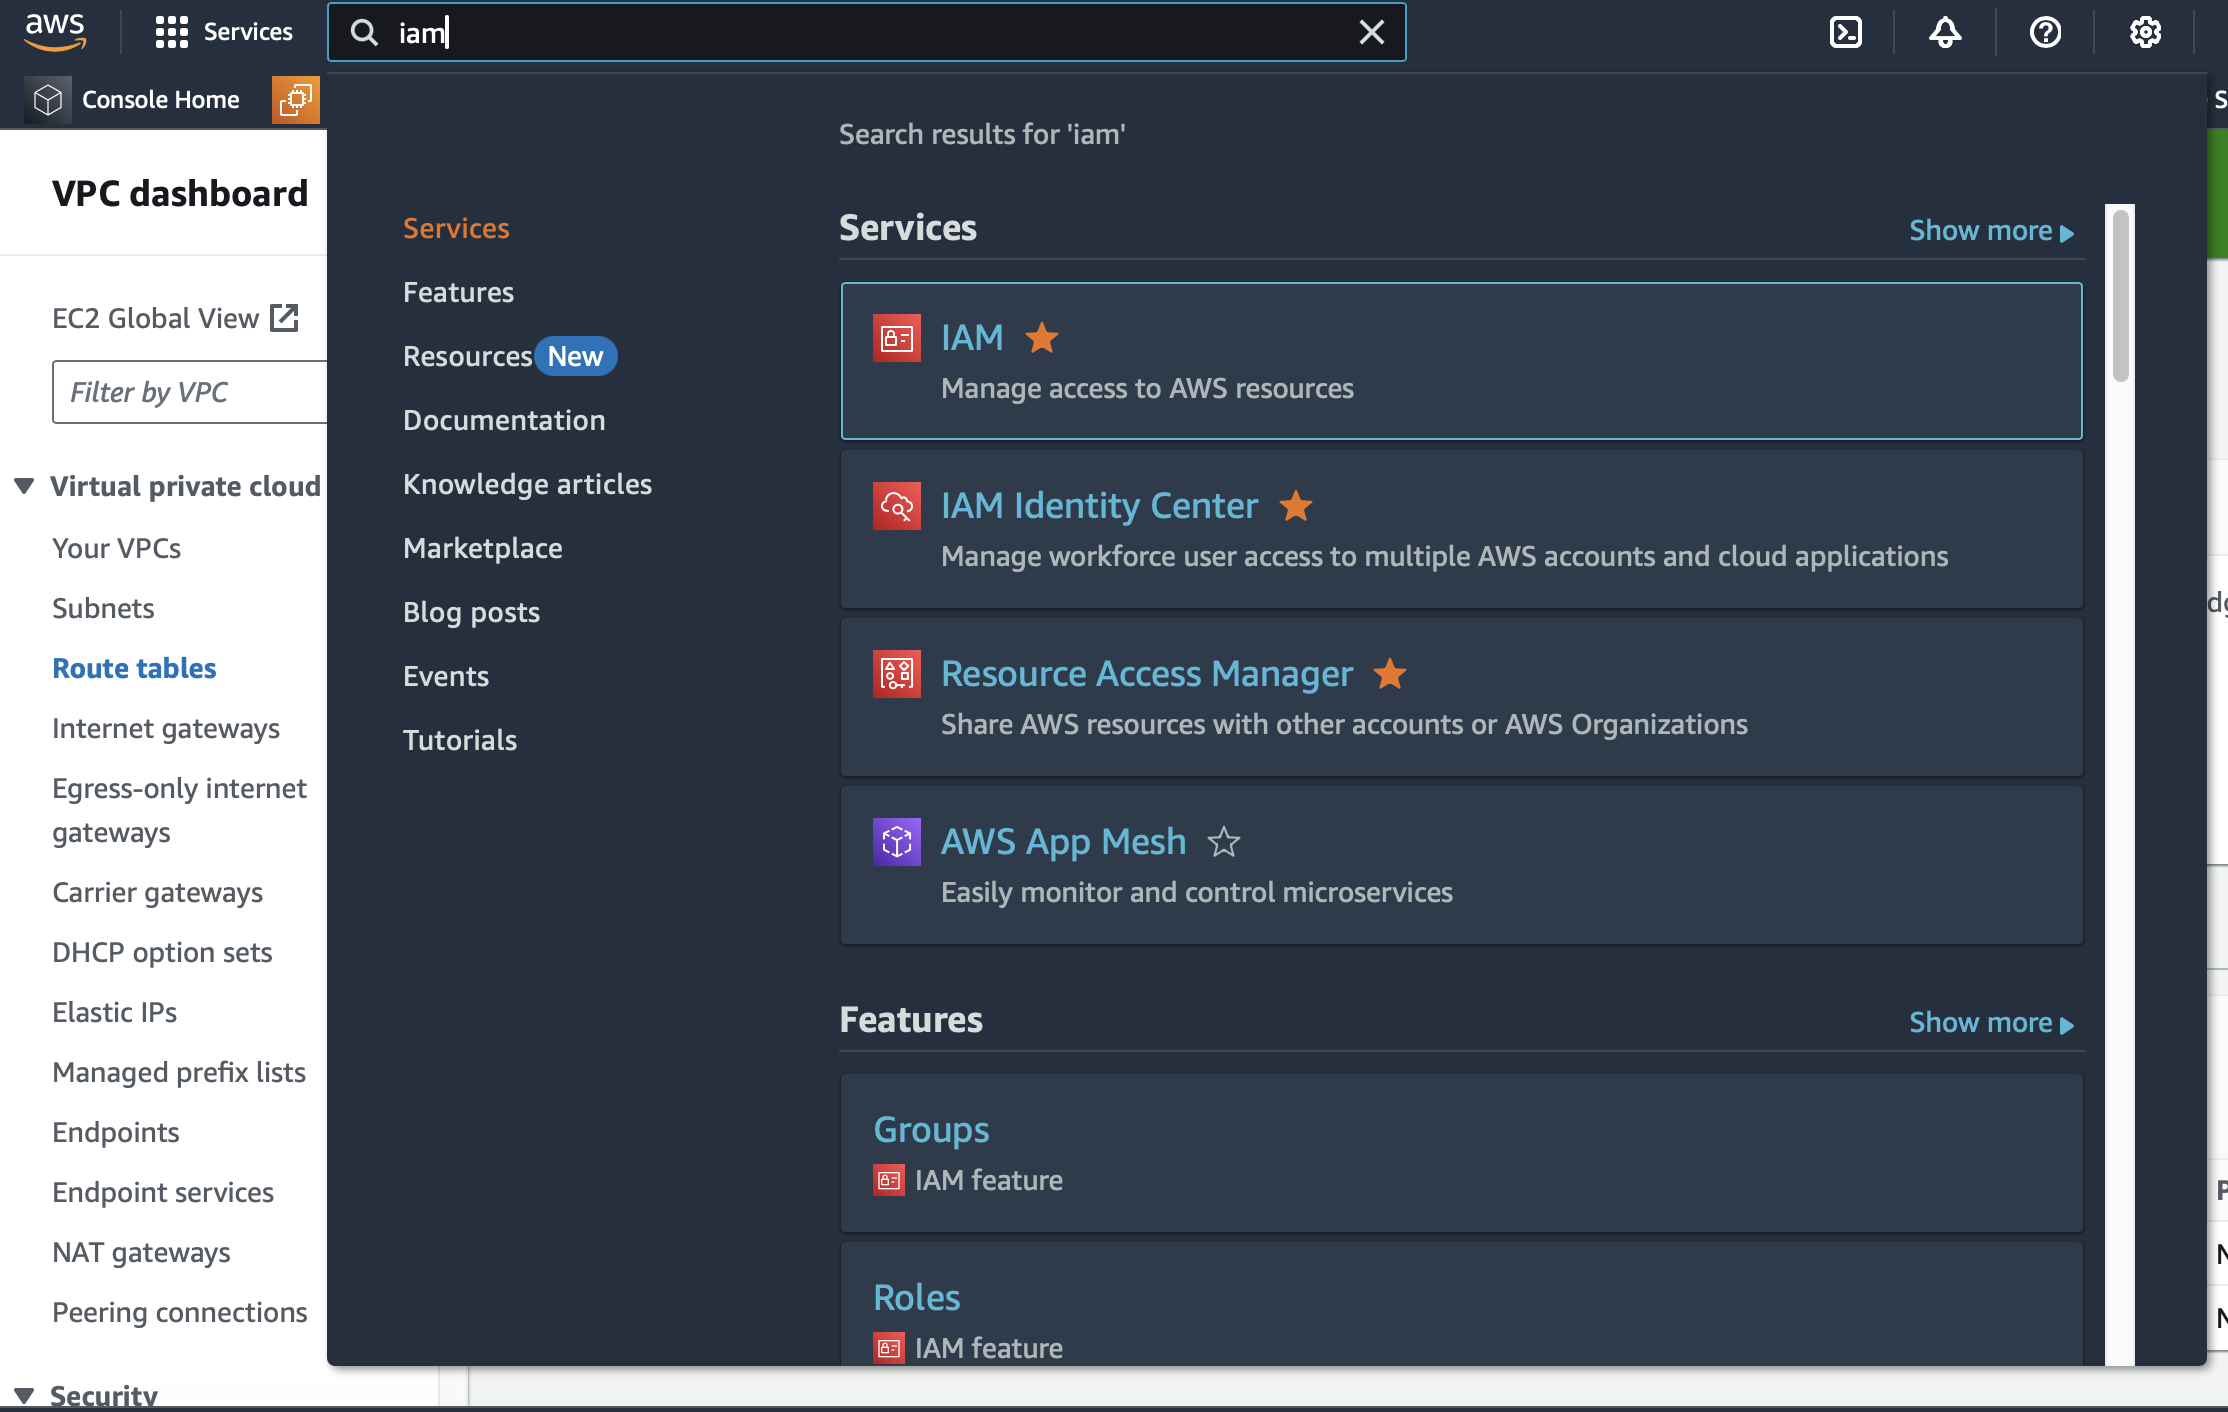 aws
Services
iam
Console Home
VPC dashboard
EC2 Global View
Filter by VPC
Virtual private cloud
Your VPCs
Subnets
Route tables
Internet gateways
Egress-only internet
gateways
Carrier gateways
DHCP option sets
Elastic IPs
Managed prefix lists
Endpoints
Endpoint services
NAT gateways
Peering connections
Security
Search results for 'iam'
Services
Features
Resources New
Documentation
Knowledge articles
Marketplace
Blog posts
Events
Tutorials
Services
Show more
IAM
Manage access to AWS resources
IAM Identity Center
Manage workforce user access to multiple AWS accounts and cloud applications
Resource Access Manager
Share AWS resources with other accounts or AWS Organizations
AWS App Mesh
Easily monitor and control microservices
Features
Show more
Groups
IAM feature
Roles
IAM feature